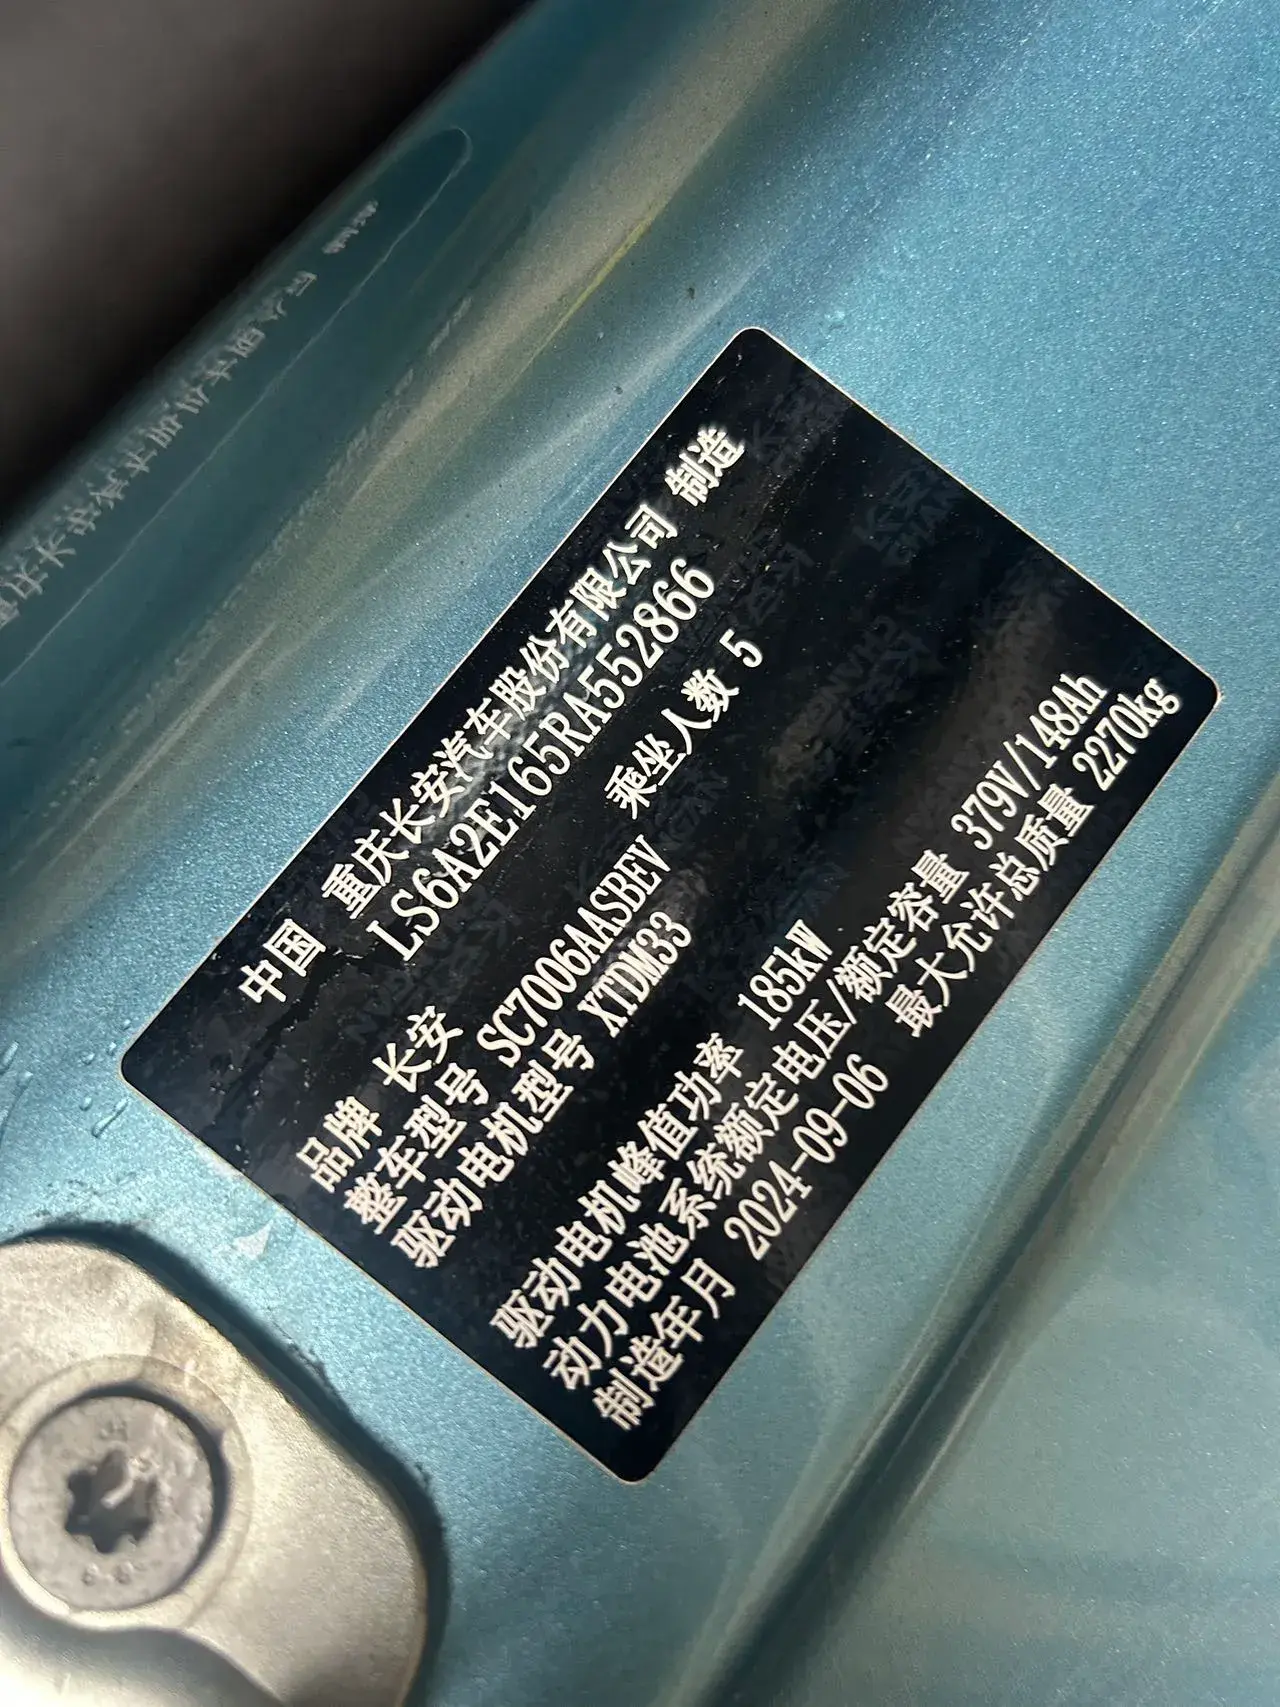 中国 重庆长安汽车股份有限公司 制造
LS6A2E165RA552866
品牌 长安 乘坐人数 5
整车型号 SC7006AASBEV
驱动电机型号 XTDM33
驱动电机峰值功率 185kW
动力电池系统额定电压/额定容量 379V/148Ah
制造年月 2024-09-06 最大允许总质量 2270kg
8.8